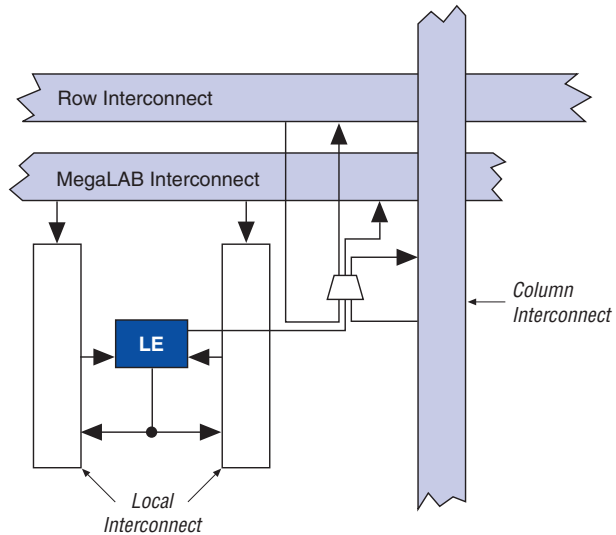 Row Interconnect
MegaLAB Interconnect
LE
Column
Interconnect
Local
Interconnect